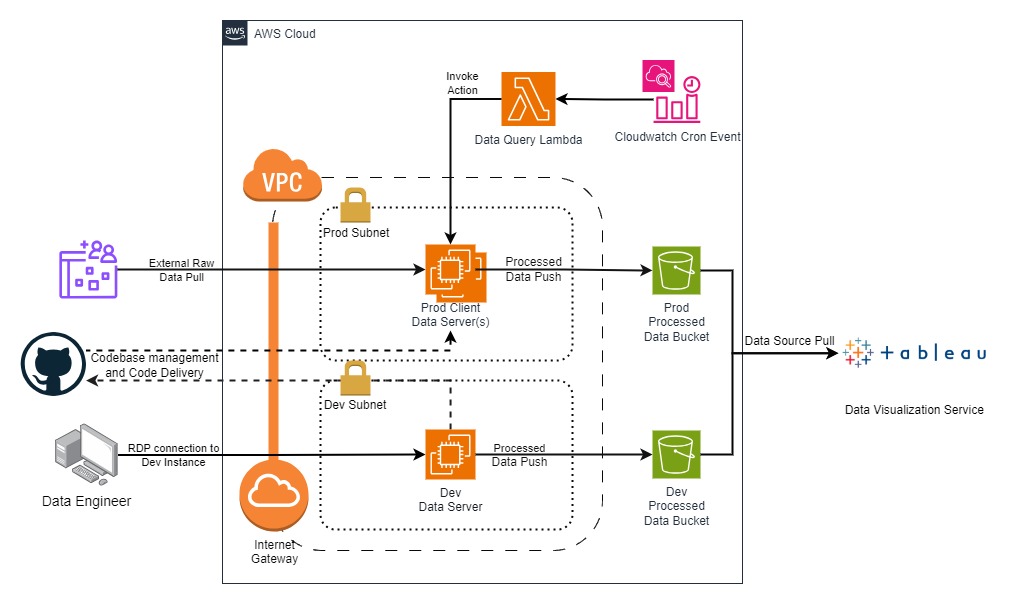 aws
AWS Cloud
Invoke
Action
Data Query Lambda
Cloudwatch Cron Event
VPC
Prod Subnet
External Raw
Data Pull
Processed
Data Push
Prod Client
Data Server(s)
Prod
Processed
Data Bucket
Codebase management
and Code Delivery
Data Source Pull
+ableau
Data Visualization Service
Dev Subnet
RDP connection to
Dev Instance
Data Engineer
Processed
Data Push
Dev
Data Server
Dev
Processed
Data Bucket
Internet
Gateway